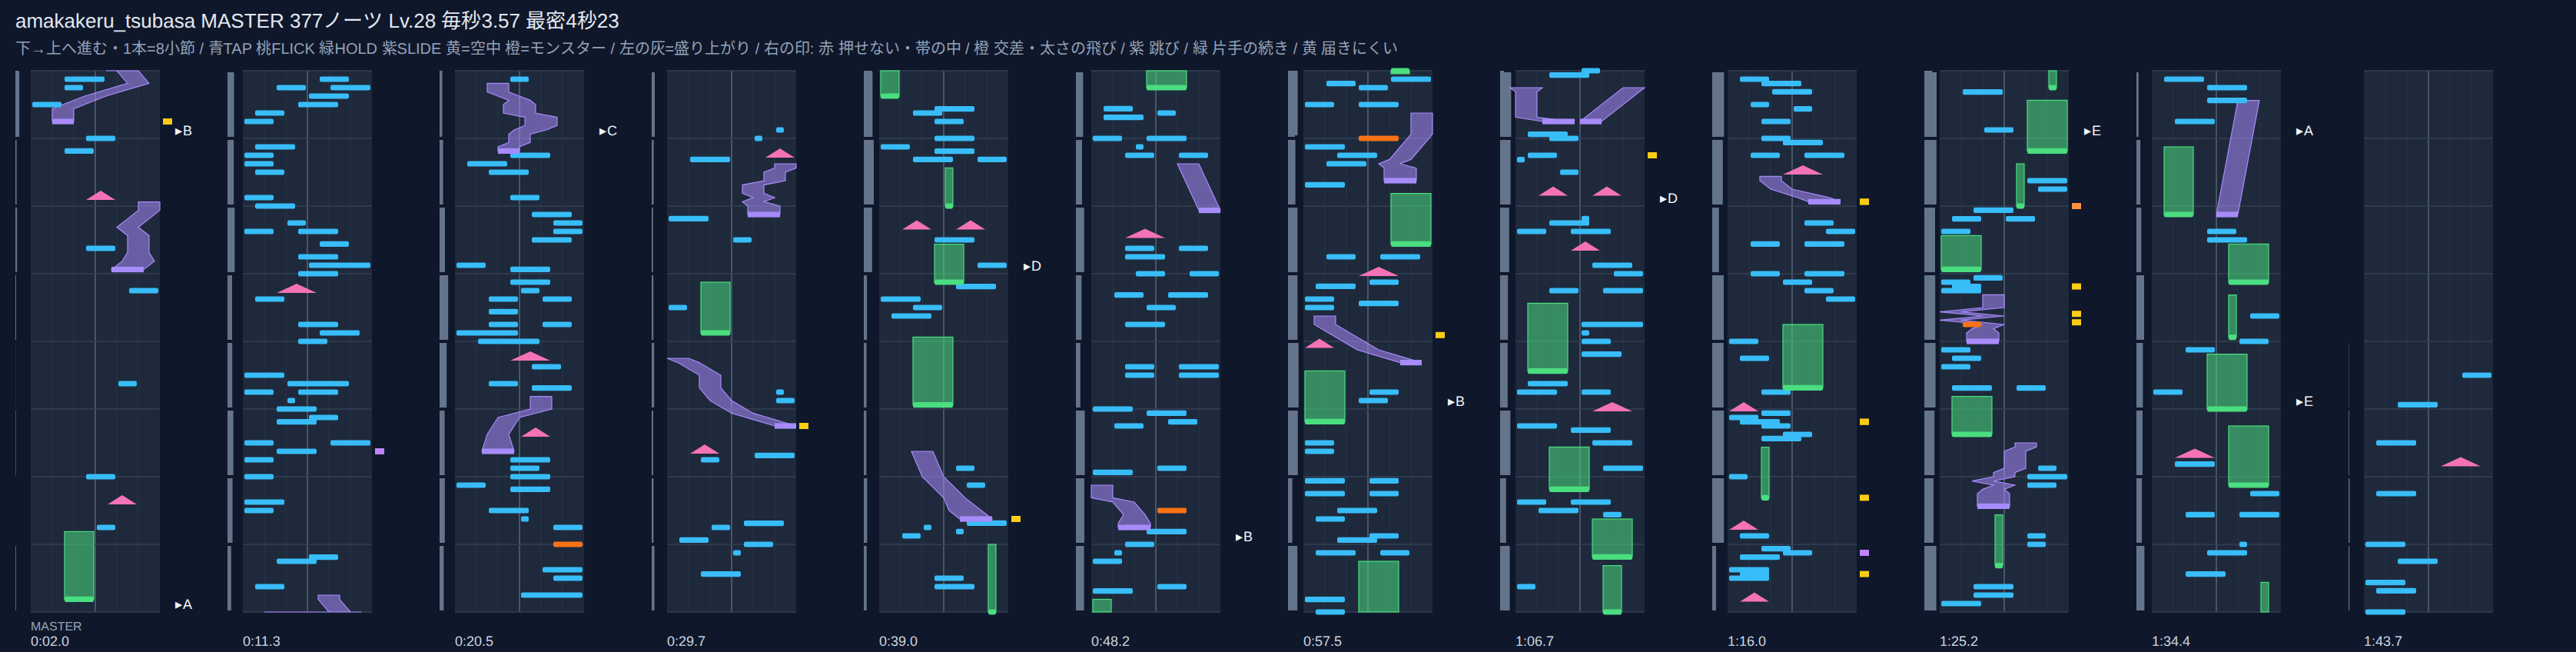 amakakeru_tsubasa MASTER 377ノーツ Lv.28 毎秒3.57 最密4秒23
下→上へ進む・1本=8小節 / 青TAP 桃FLICK 緑HOLD 紫SLIDE 黄=空中 橙=モンスター / 左の灰=盛り上がり / 右の印: 赤 押せない・帯の中 / 橙 交差・太さの飛び / 紫 跳び / 緑 片手の続き / 黄 届きにくい
▸B
▸C
▸E
▸A
▸D
▸D
▸B
▸E
▸B
▸A
MASTER
0:02.0
0:11.3
0:20.5
0:29.7
0:39.0
0:48.2
0:57.5
1:06.7
1:16.0
1:25.2
1:34.4
1:43.7